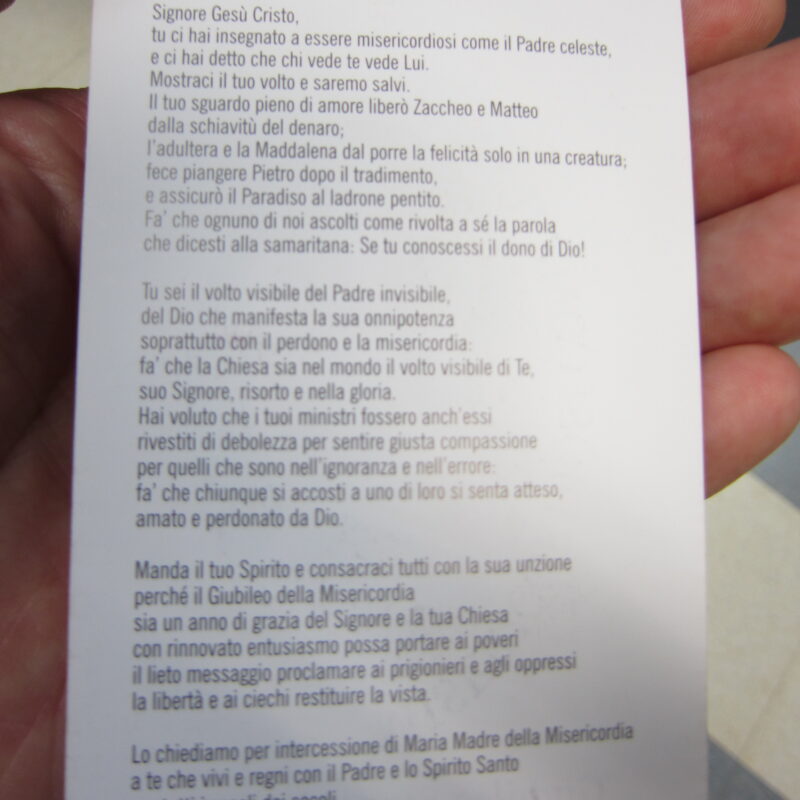 Signore Gesù Cristo,
tu ci hai insegnato a essere misericordiosi come il Padre celeste,
e ci hai detto che chi vede te vede Lui.
Mostraci il tuo volto e saremo salvi.
Il tuo sguardo pieno di amore liberò Zaccheo e Matteo
dalla schiavitù del denaro;
l'adultera e la Maddalena dal porre la felicità solo in una creatura;
fece piangere Pietro dopo il tradimento,
e assicurò il Paradiso al ladrone pentito.
Fa' che ognuno di noi ascolti come rivolta a sé la parola
che dicesti alla samaritana: Se tu conoscessi il dono di Dio!
Tu sei il volto visibile del Padre invisibile,
del Dio che manifesta la sua onnipotenza
soprattutto con il perdono e la misericordia:
fa' che la Chiesa sia nel mondo il volto visibile di Te,
suo Signore, risorto e nella gloria.
Hai voluto che i tuoi ministri fossero anch'essi
rivestiti di debolezza per sentire giusta compassione
per quelli che sono nell'ignoranza e nell'errore:
fa' che chiunque si accosti a uno di loro si senta atteso,
amato e perdonato da Dio.
Manda il tuo Spirito e consacraci tutti con la sua unzione
perché il Giubileo della Misericordia
sia un anno di grazia del Signore e la tua Chiesa
con rinnovato entusiasmo possa portare ai poveri
il lieto messaggio proclamare ai prigionieri e agli oppressi
la libertà e ai ciechi restituire la vista.
Lo chiediamo per intercessione di Maria Madre della Misericordia
a te che vivi e regni con il Padre e lo Spirito Santo